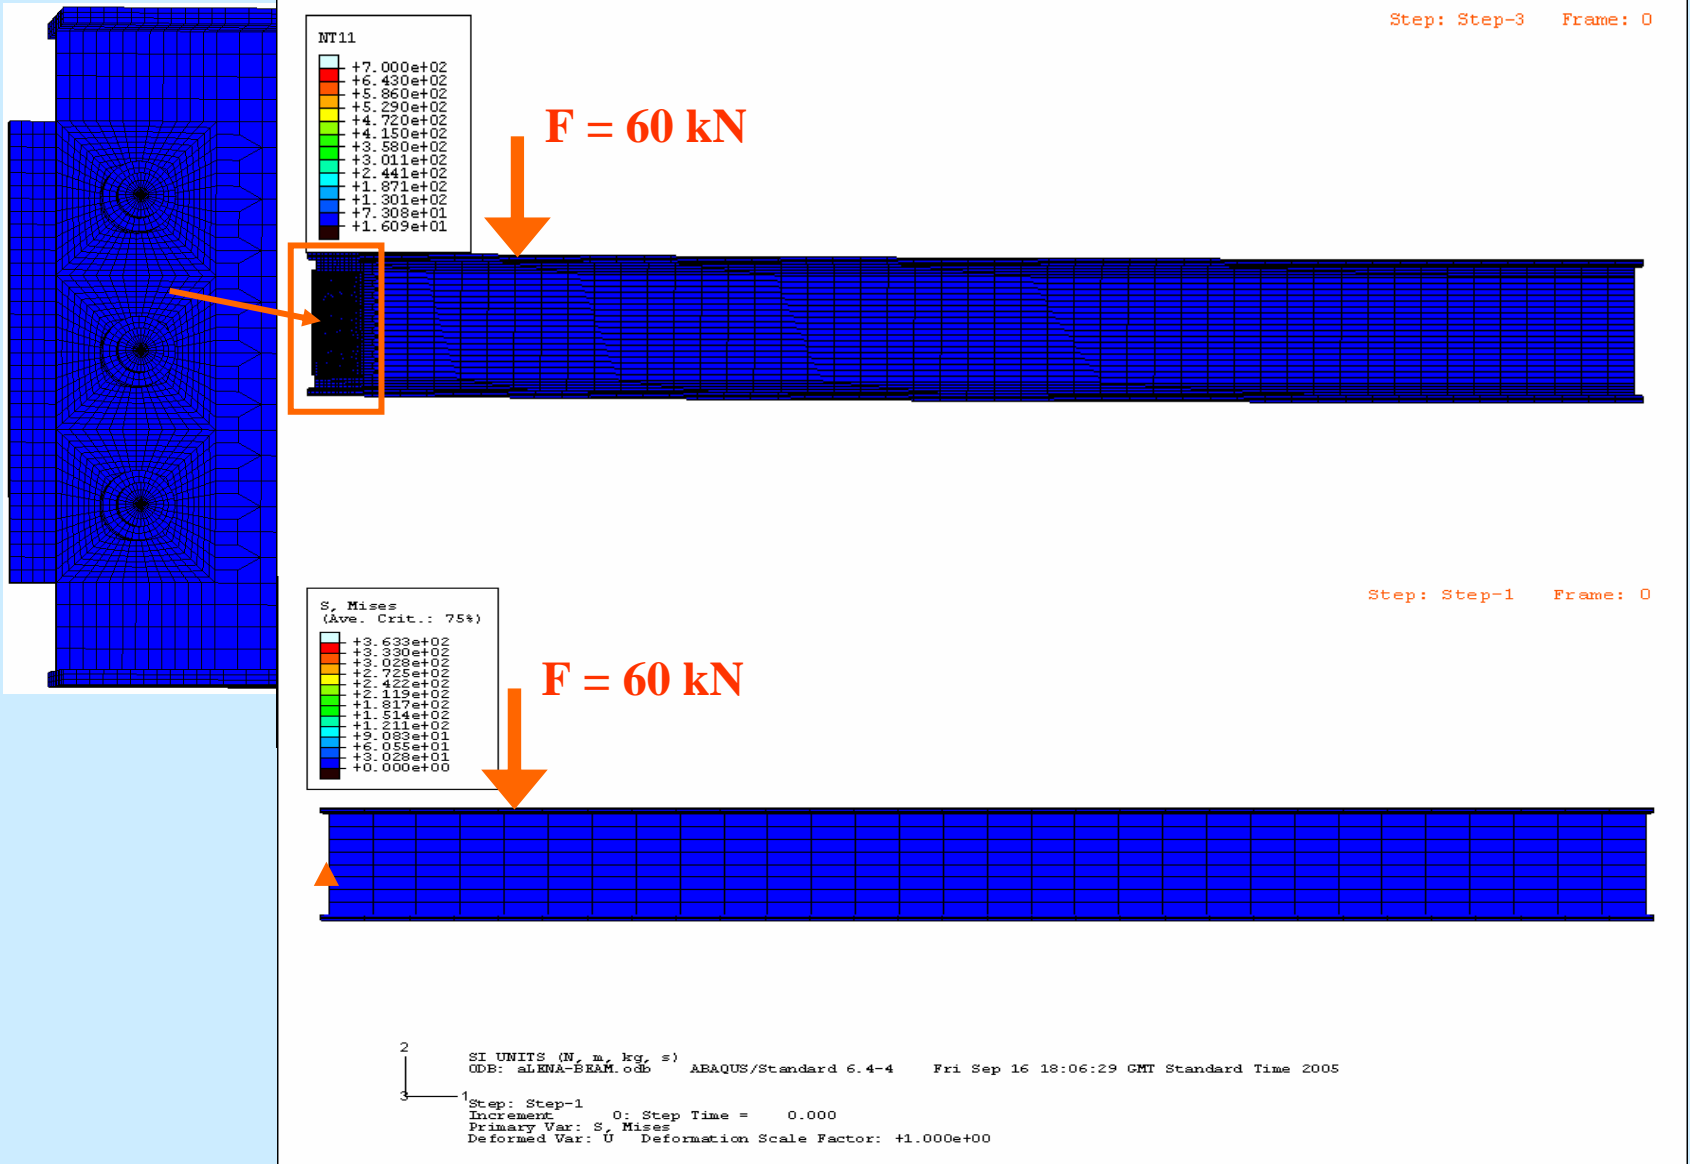 Step: Step-3 Frame: 0
NT11
+7.000e+02
+6.430e+02
+5.860e+02
+5.290e+02
+4.720e+02
+4.150e+02
+3.580e+02
+3.011e+02
+2.441e+02
+1.871e+02
+1.301e+02
+7.308e+01
+1.609e+01
F = 60 kN
Step: Step-1 Frame: 0
S, Mises
(Ave. Crit.: 75%)
+3.633e+02
+3.330e+02
+3.028e+02
+2.725e+02
+2.422e+02
+2.119e+02
+1.817e+02
+1.514e+02
+1.211e+02
+9.083e+01
+6.055e+01
+3.028e+01
+0.000e+00
F = 60 kN
2
3
1
SI UNITS (N, m, kg, s)
ODB: aLENA-BEAM.odb ABAQUS/Standard 6.4-4 Fri Sep 16 18:06:29 GMT Standard Time 2005
Step: Step-1
Increment 0: Step Time = 0.000
Primary Var: S, Mises
Deformed Var: U Deformation Scale Factor: +1.000e+00